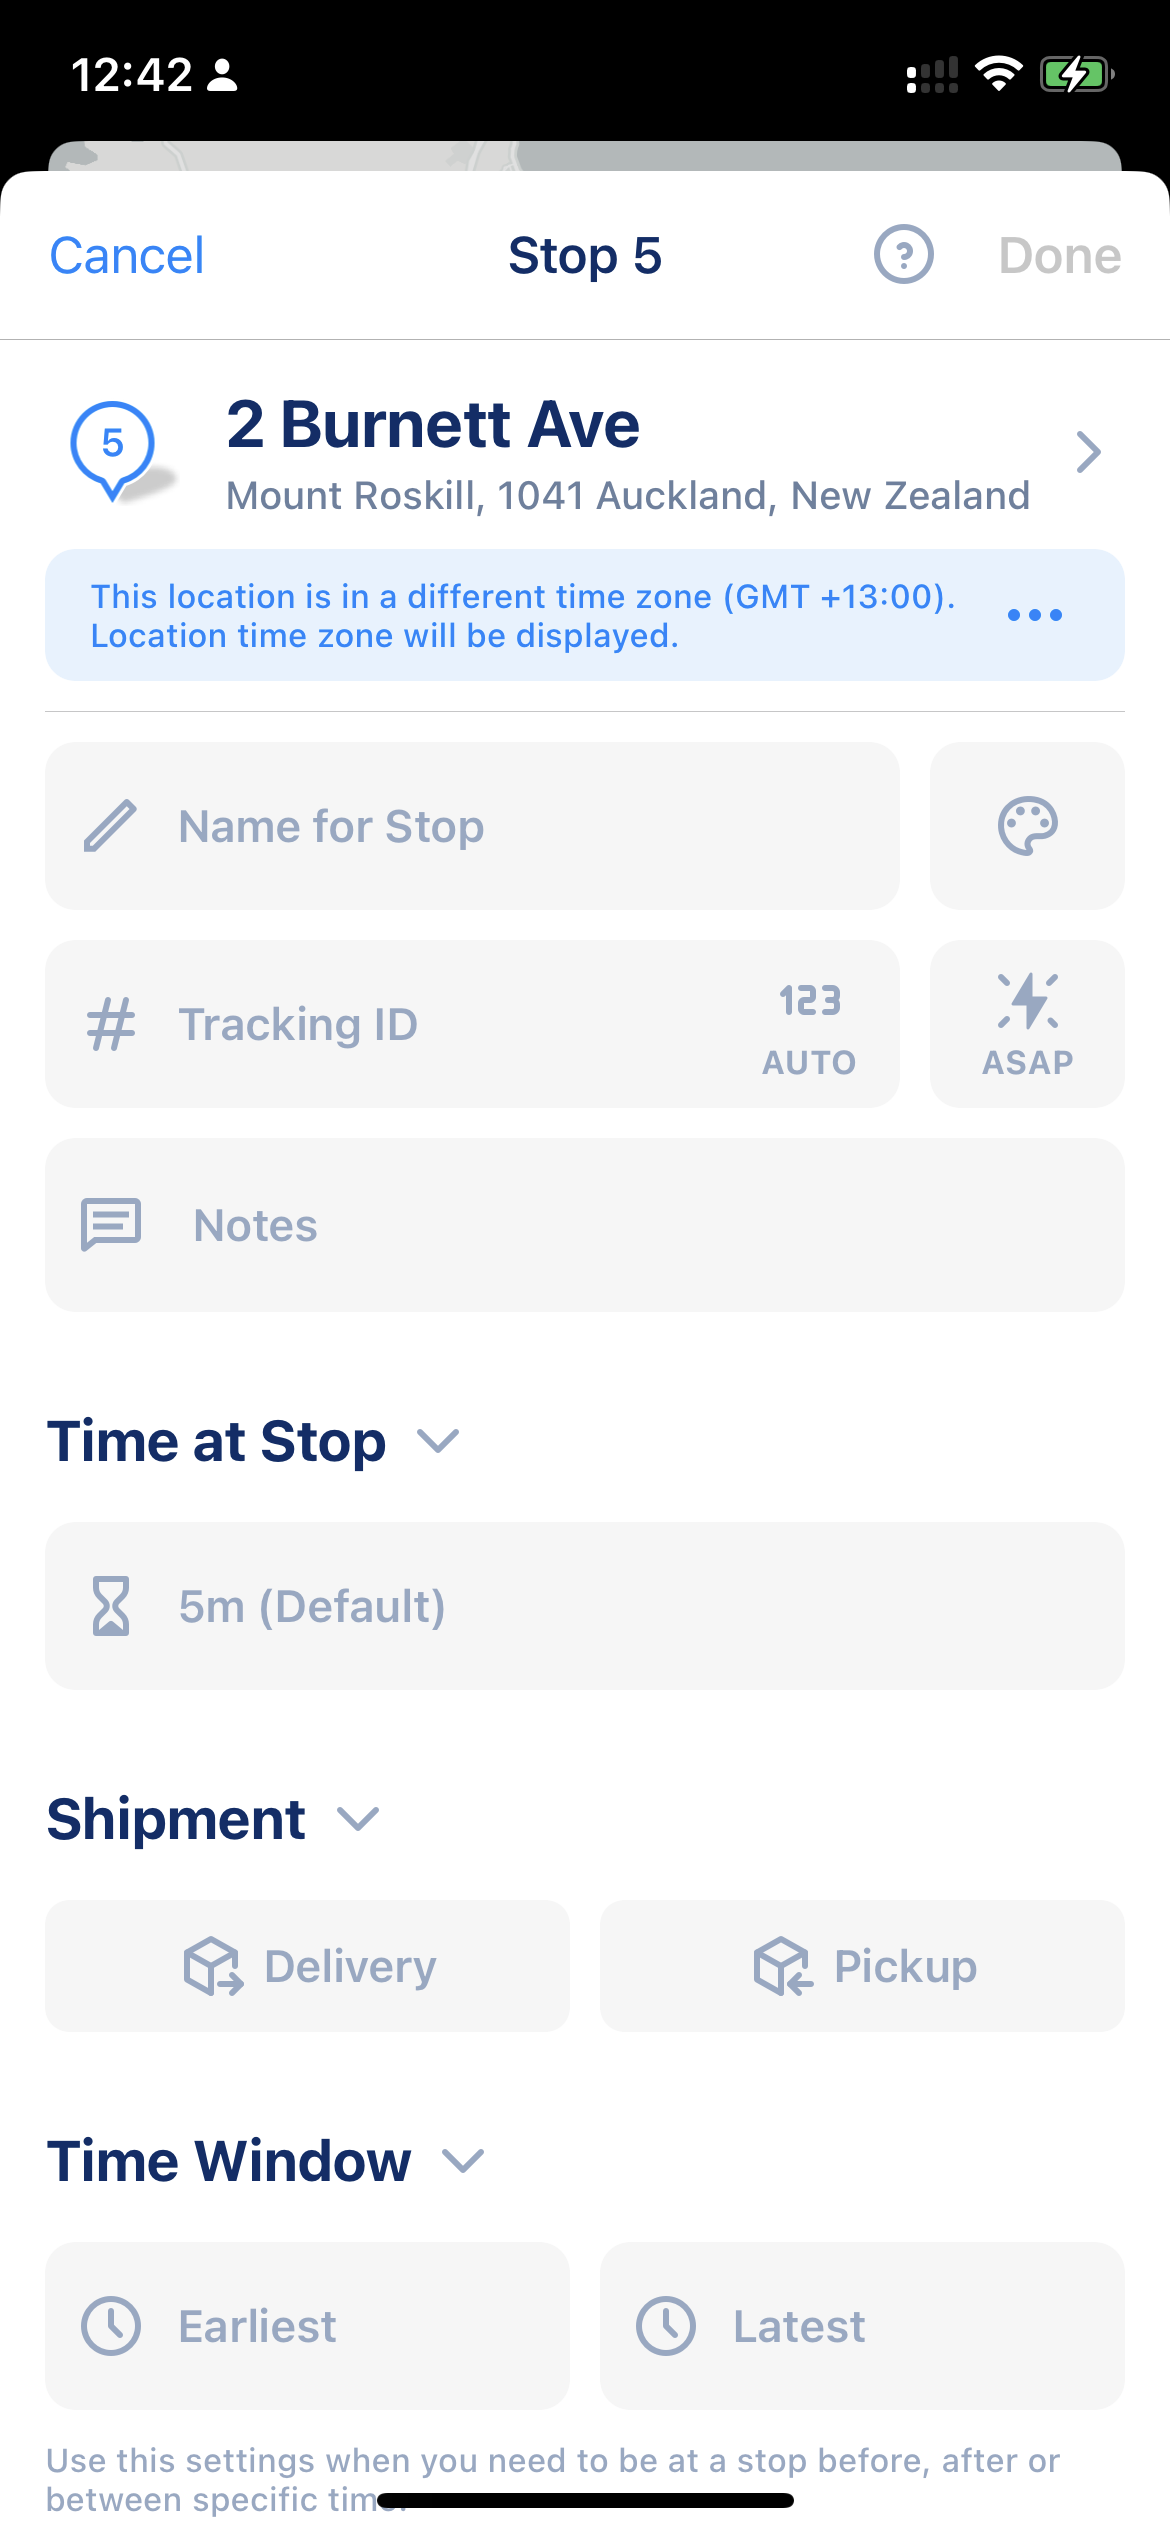 12:42
Cancel
Stop 5
?
Done
5
2 Burnett Ave
Mount Roskill, 1041 Auckland, New Zealand
This location is in a different time zone (GMT +13:00).
Location time zone will be displayed.
Name for Stop
# Tracking ID
123
AUTO
ASAP
Notes
Time at Stop
5m (Default)
Shipment
Delivery
Pickup
Time Window
Earliest
Latest
Use this settings when you need to be at a stop before, after or
between specific time.